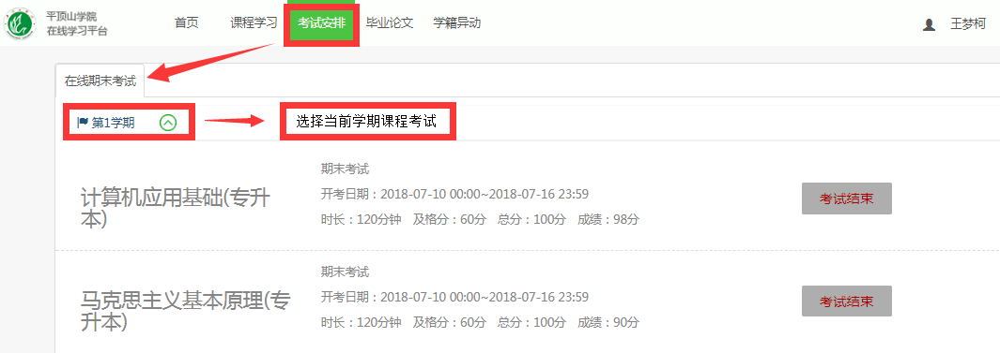 平顶山学院
在线学习平台
首页 课程学习 考试安排 毕业论文 学籍异动 王梦柯
在线期末考试
第1学期 选择当前学期课程考试
计算机应用基础(专升
本)
期末考试
开考日期：2018-07-10 00:00~2018-07-16 23:59
时长：120分钟 及格分：60分 总分：100分 成绩：98分
考试结束
马克思主义基本原理(专
升本)
期末考试
开考日期：2018-07-10 00:00~2018-07-16 23:59
时长：120分钟 及格分：60分 总分：100分 成绩：90分
考试结束